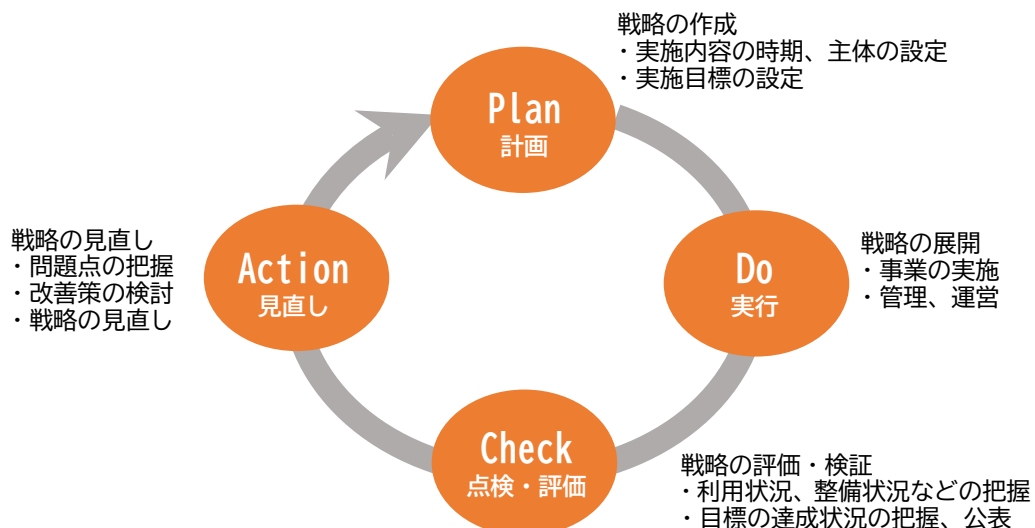 戦略の作成
・実施内容の時期、主体の設定
・実施目標の設定
Plan
計画
戦略の展開
・事業の実施
・管理、運営
Do
実行
戦略の評価・検証
・利用状況、整備状況などの把握
・目標の達成状況の把握、公表
Check
点検・評価
戦略の見直し
・問題点の把握
・改善策の検討
・戦略の見直し
Action
見直し